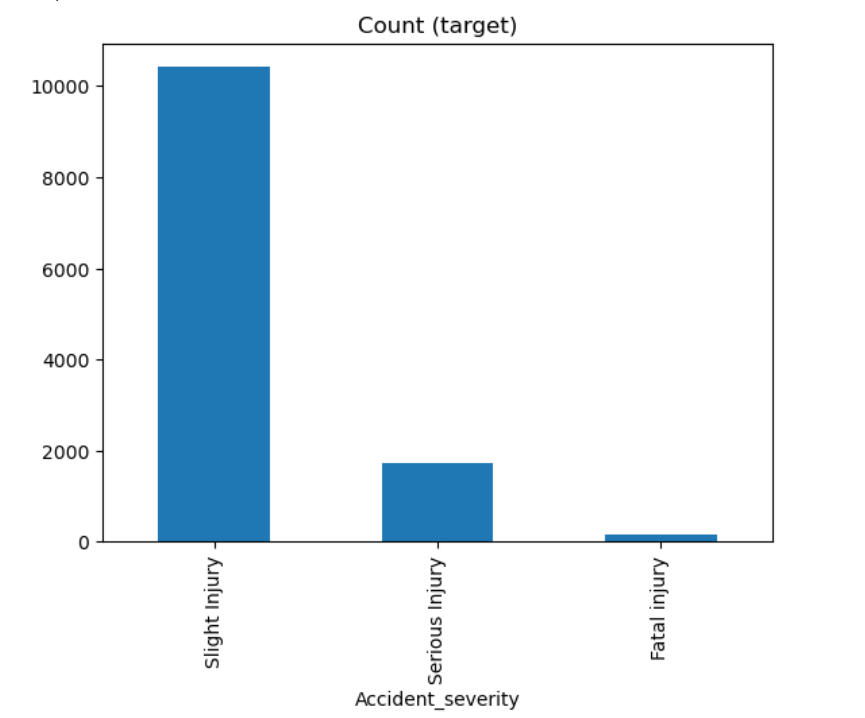 Count (target)
10000
8000
6000
4000
2000
0
Slight Injury
Serious Injury
Fatal injury
Accident_severity